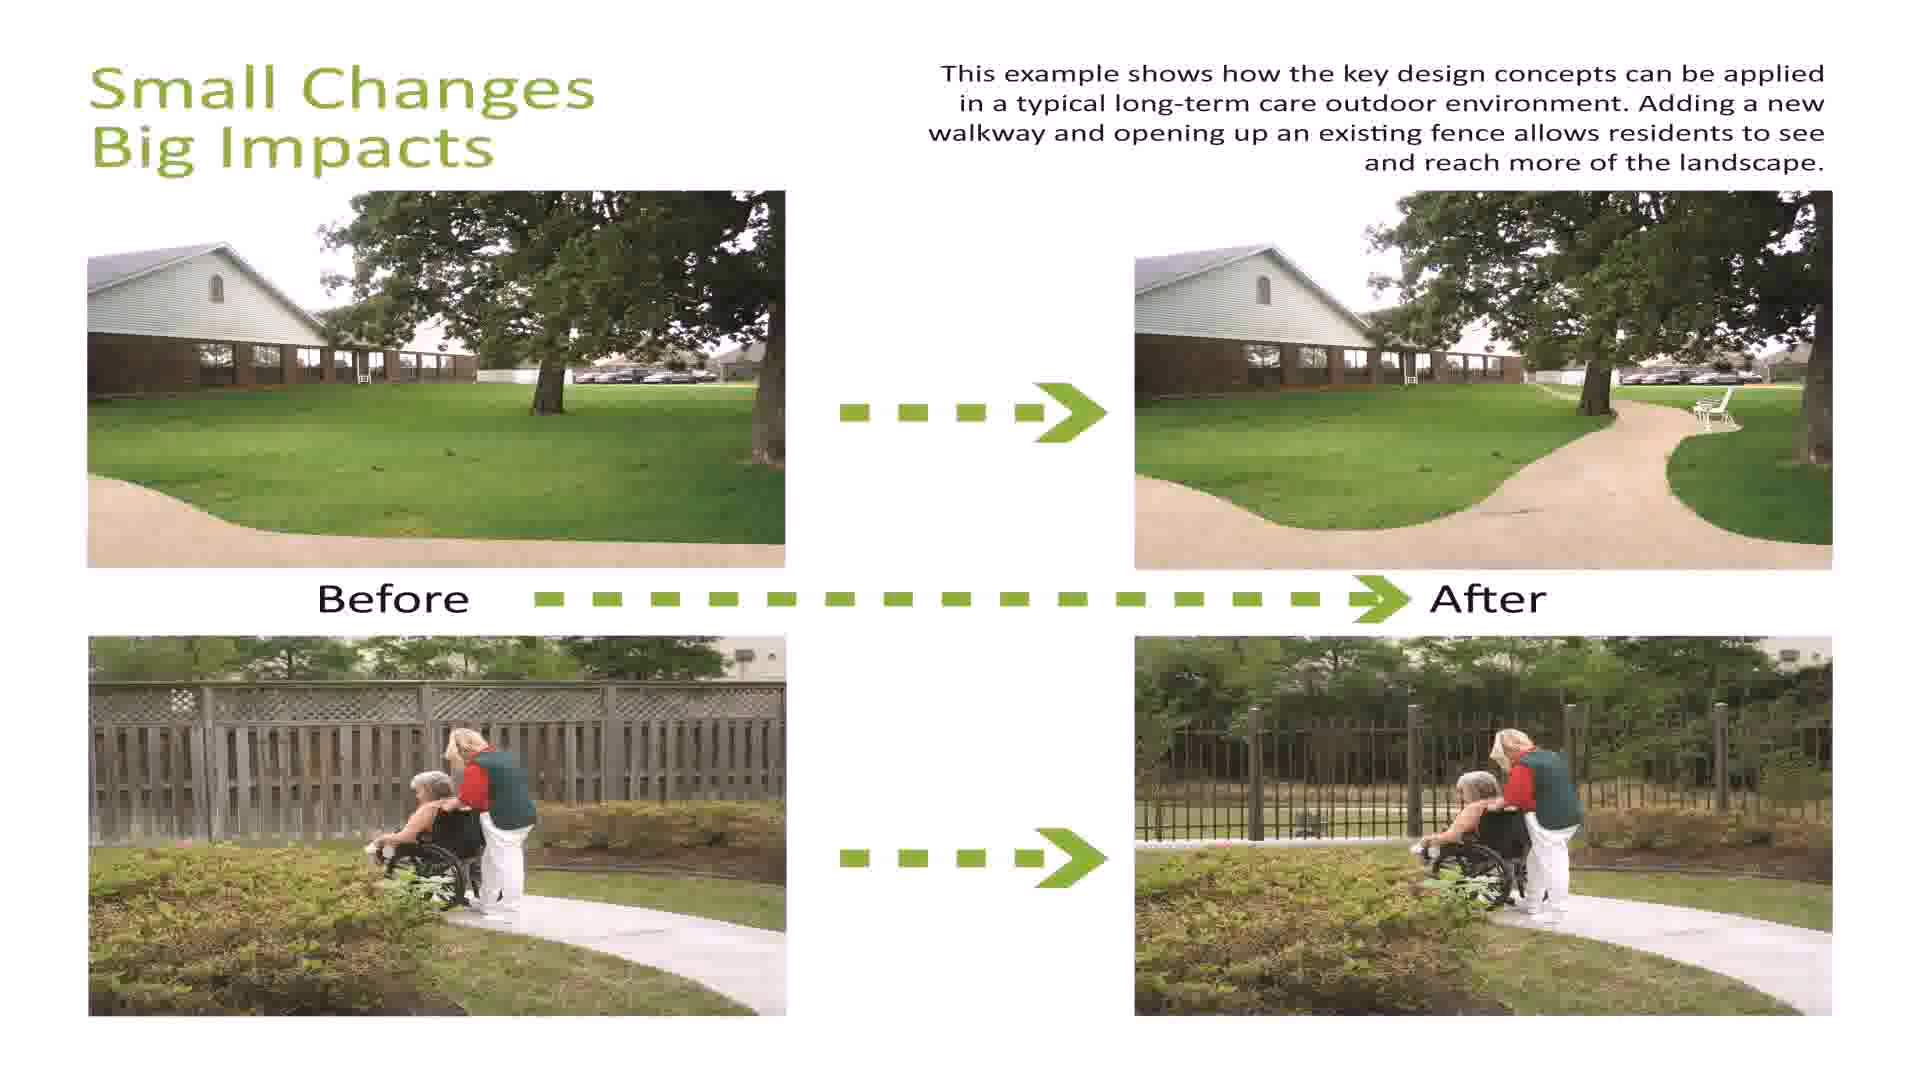 Small Changes
Big Impacts
This example shows how the key design concepts can be applied
in a typical long-term care outdoor environment. Adding a new
walkway and opening up an existing fence allows residents to see
and reach more of the landscape.
Before
After